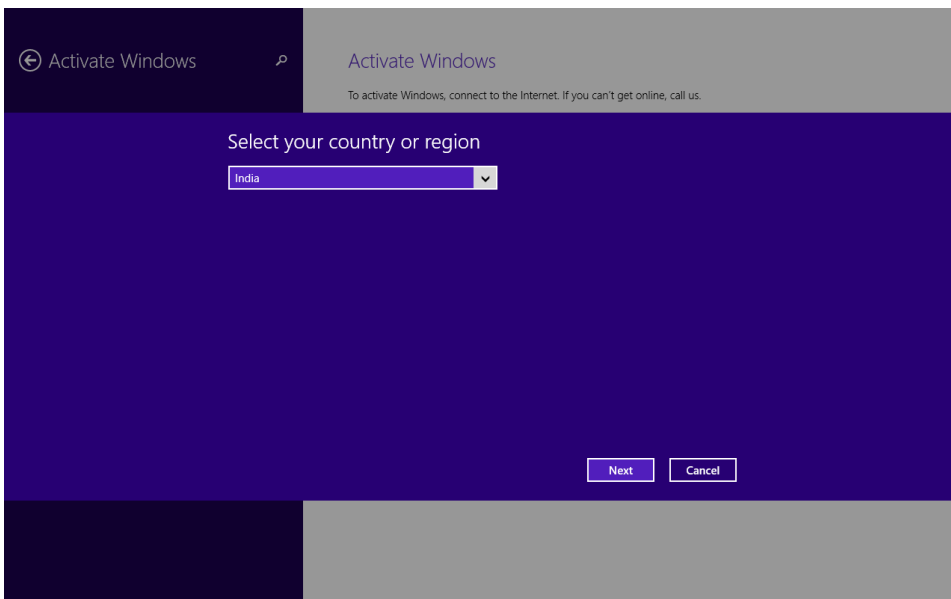 Activate Windows
Activate Windows
To activate Windows, connect to the Internet. If you can't get online, call us.
Select your country or region
India
Next
Cancel